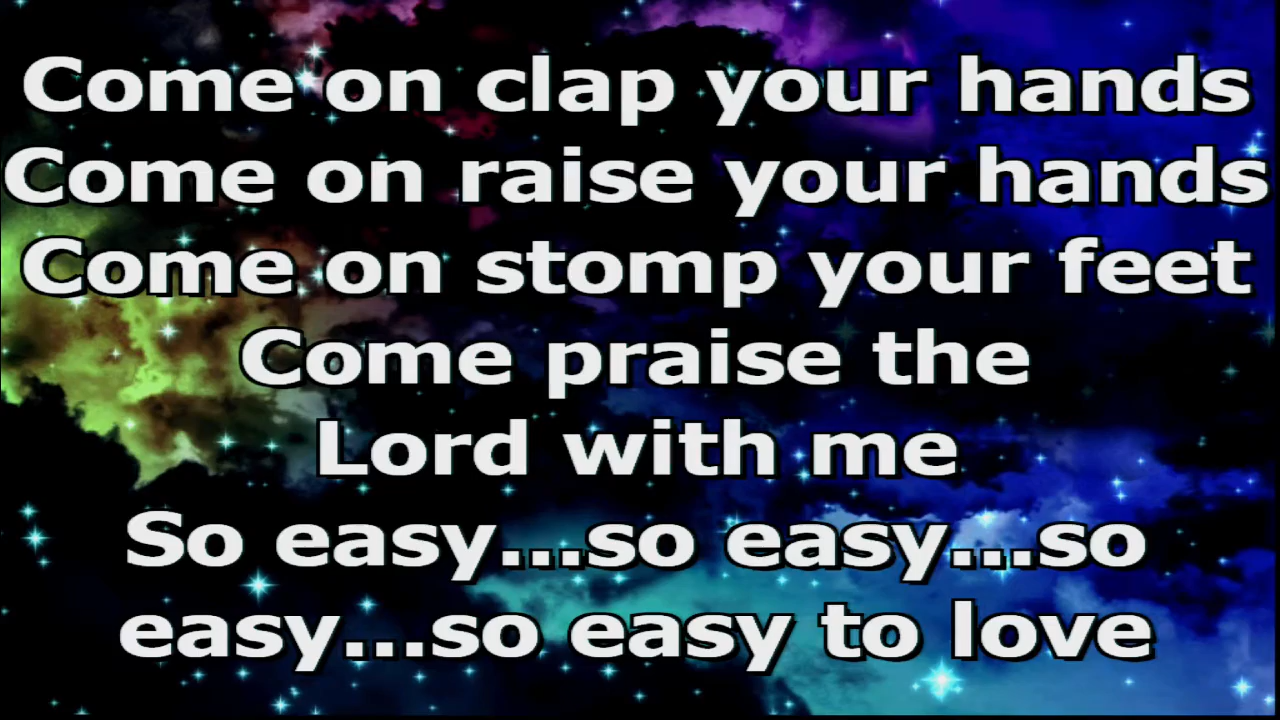 Come on clap your hands
Come on raise your hands
Come on stomp your feet
Come praise the
Lord with me
So easy...so easy...so
easy...so easy to love